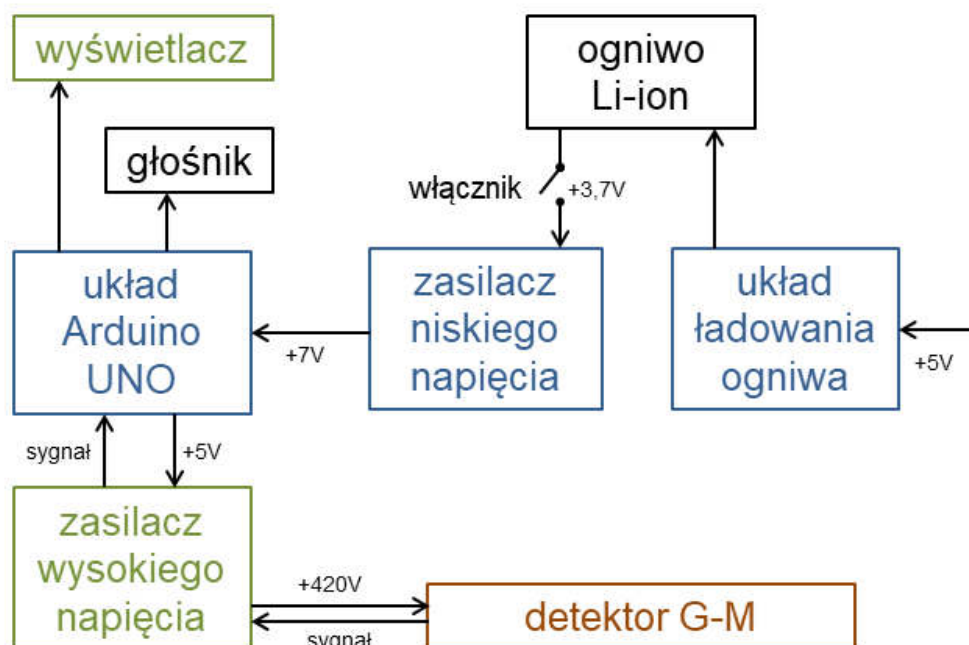 wyświetlacz
ogniwo
Li-ion
głośnik
włącznik
+3,7V
układ
Arduino
UNO
+7V
zasilacz
niskiego
napięcia
układ
ładowania
ogniwa
+5V
sygnał
+5V
zasilacz
wysokiego
napięcia
+420V
sygnał
detektor G-M